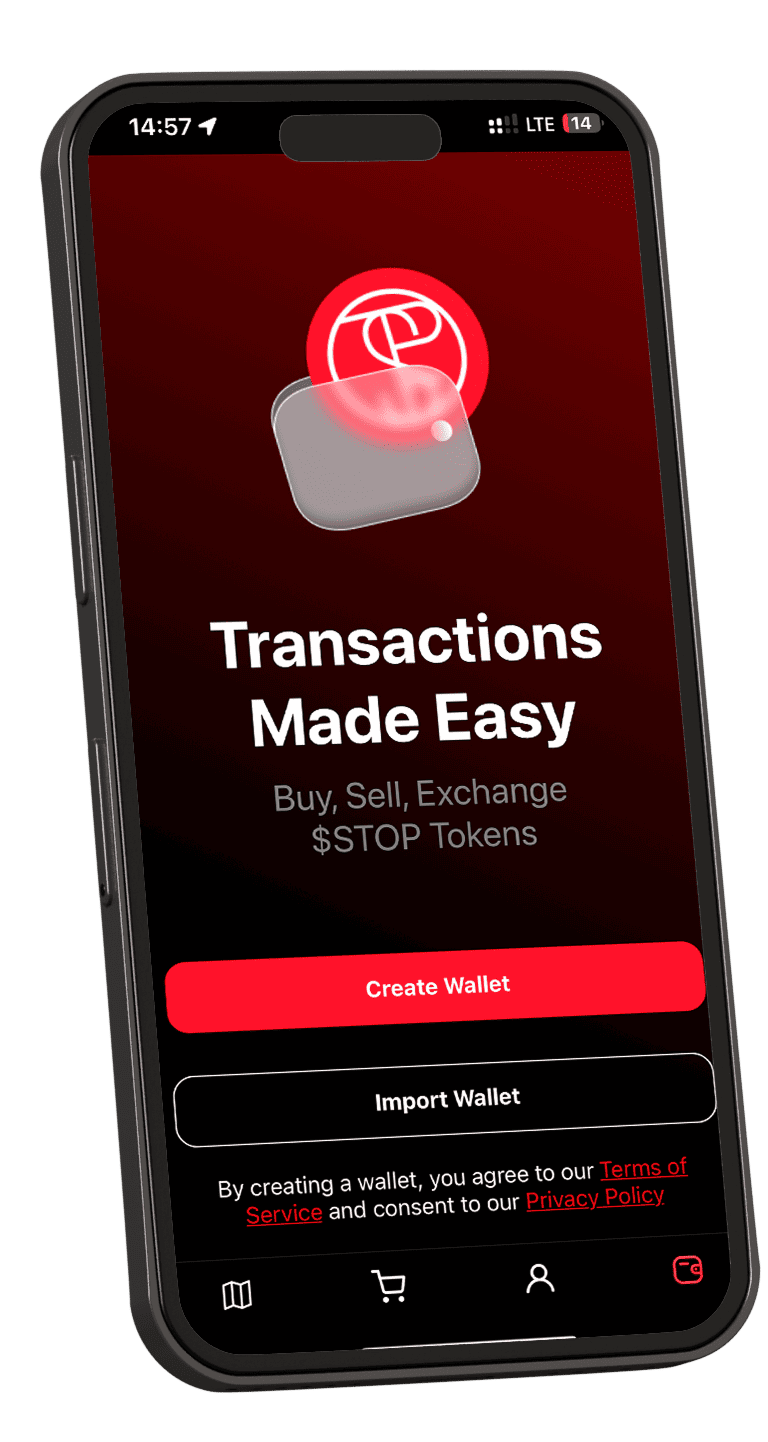 14:57 LTE 14
Transactions
Made Easy
Buy, Sell, Exchange
$STOP Tokens
Create Wallet
Import Wallet
By creating a wallet, you agree to our Terms of
Service and consent to our Privacy Policy